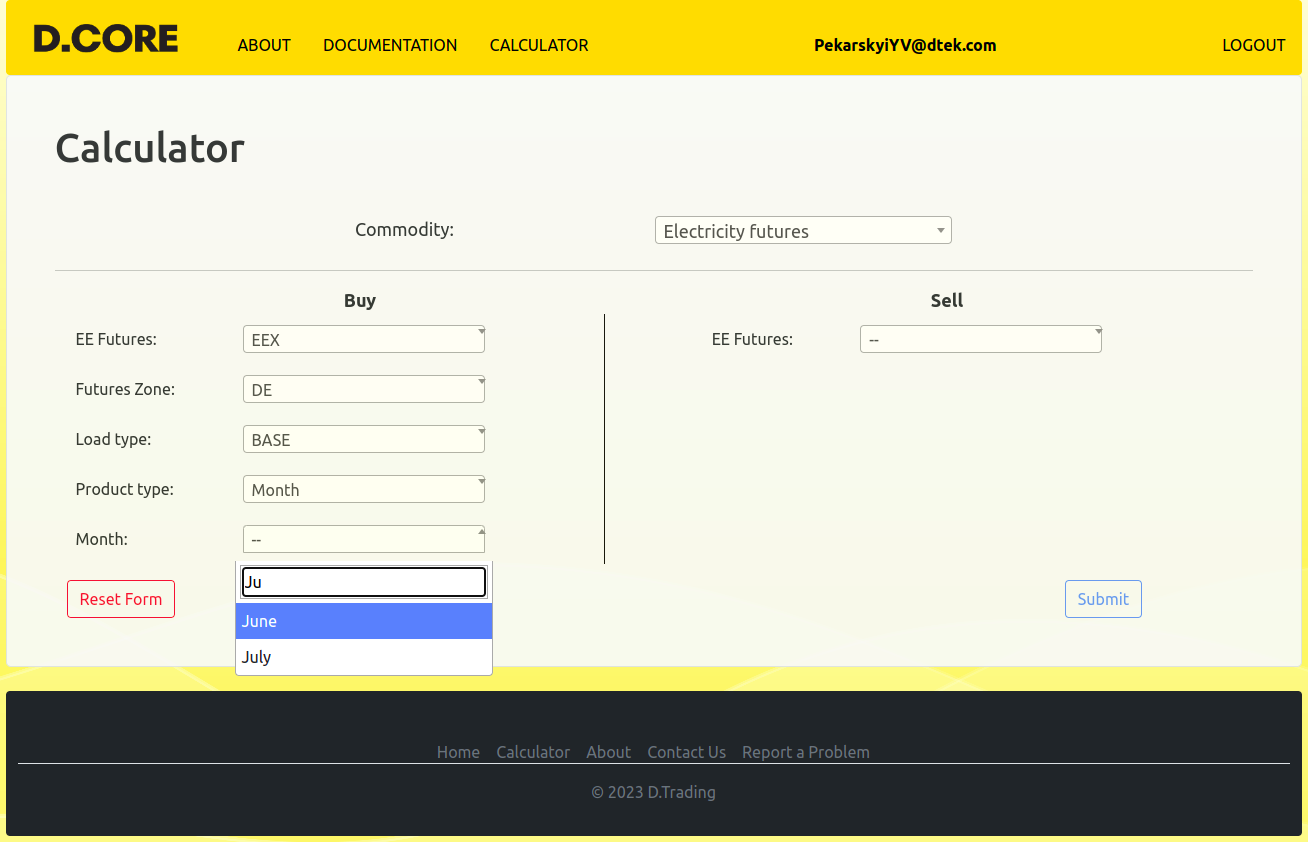 D.CORE ABOUT DOCUMENTATION CALCULATOR PekarskyiYV@dtek.com LOGOUT
Calculator
Commodity: Electricity futures
Buy Sell
EE Futures: EEX EE Futures: --
Futures Zone: DE
Load type: BASE
Product type: Month
Month: --
Ju
Reset Form Submit
June
July
Home Calculator About Contact Us Report a Problem
© 2023 D.Trading